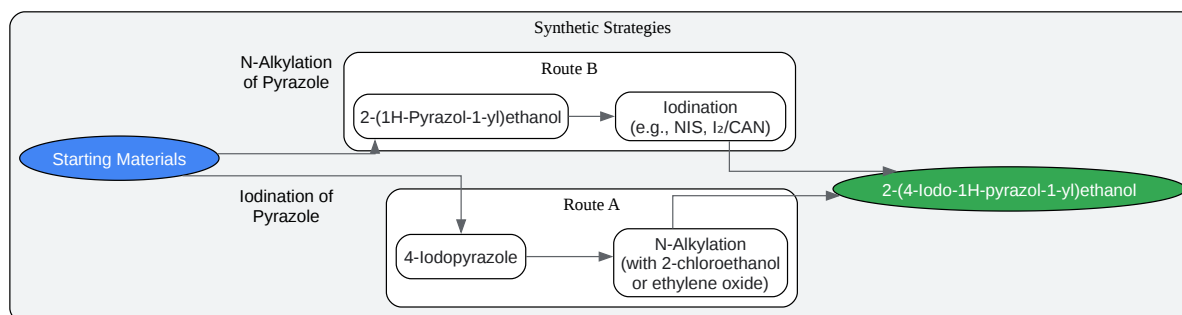 Synthetic Strategies
N-Alkylation
of Pyrazole
Route B
2-(1H-Pyrazol-1-yl)ethanol
Iodination
(e.g., NIS, I₂/CAN)
Starting Materials
2-(4-Iodo-1H-pyrazol-1-yl)ethanol
Iodination of
Pyrazole
Route A
4-Iodopyrazole
N-Alkylation
(with 2-chloroethanol
or ethylene oxide)